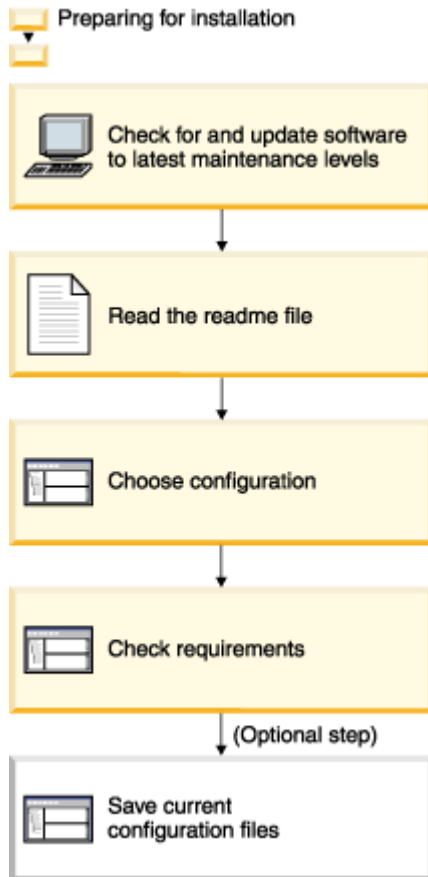 Preparing for installation
Check for and update software
to latest maintenance levels
Read the readme file
Choose configuration
Check requirements
(Optional step)
Save current
configuration files